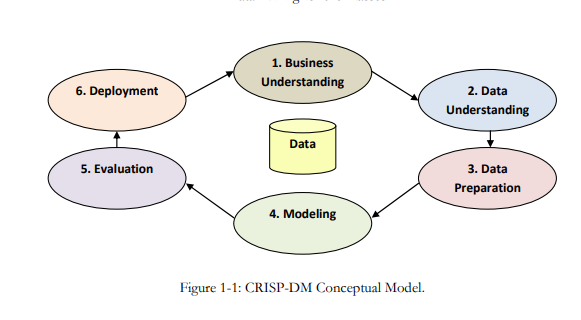 1. Business
Understanding
2. Data
Understanding
3. Data
Preparation
4. Modeling
5. Evaluation
6. Deployment
Data
Figure 1-1: CRISP-DM Conceptual Model.